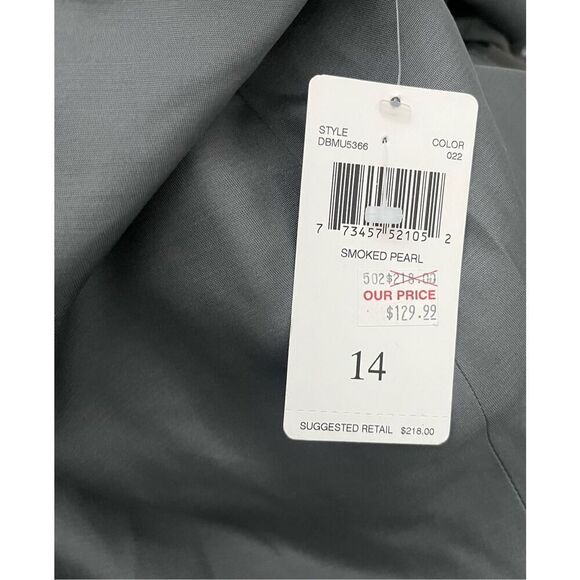 STYLE COLOR
DBMU5366 022
7 73457 52105 2
SMOKED PEARL
502$218.00
OUR PRICE
$129.99
14
SUGGESTED RETAIL $218.00